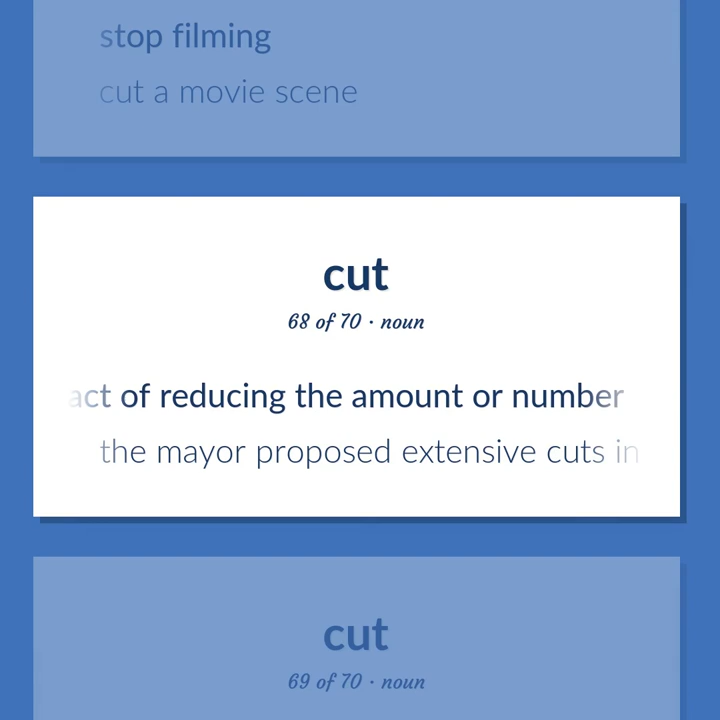 stop filming
cut a movie scene
cut
68 of 70 · noun
act of reducing the amount or number
the mayor proposed extensive cuts in
cut
69 of 70 · noun